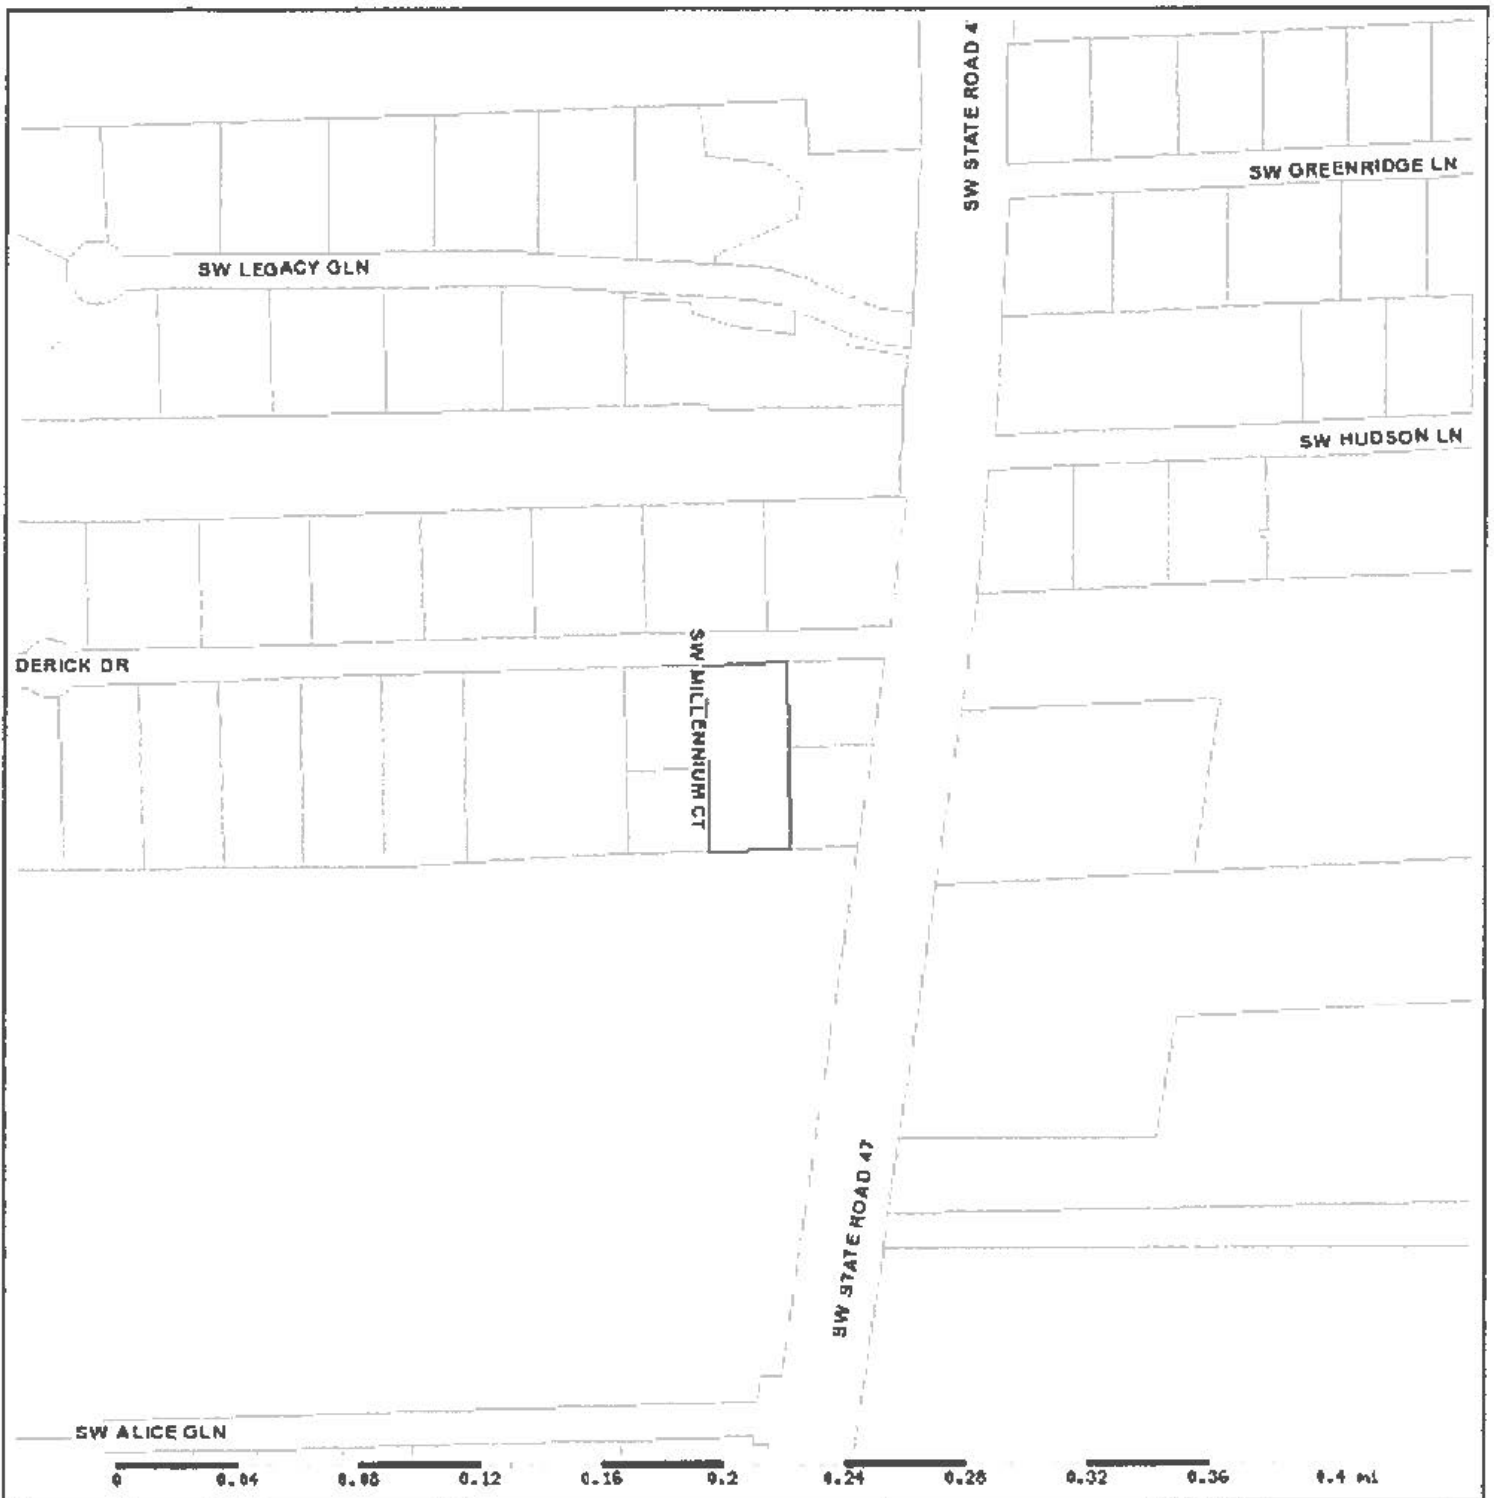 SW STATE ROAD 4
SW GREENRIDGE LN
SW LEGACY GLN
SW HUDSON LN
DERICK DR
SW MILLENNIUM CT
SW STATE ROAD 47
SW ALICE GLN
0 0.04 0.08 0.12 0.16 0.2 0.24 0.28 0.32 0.36 0.4 mi